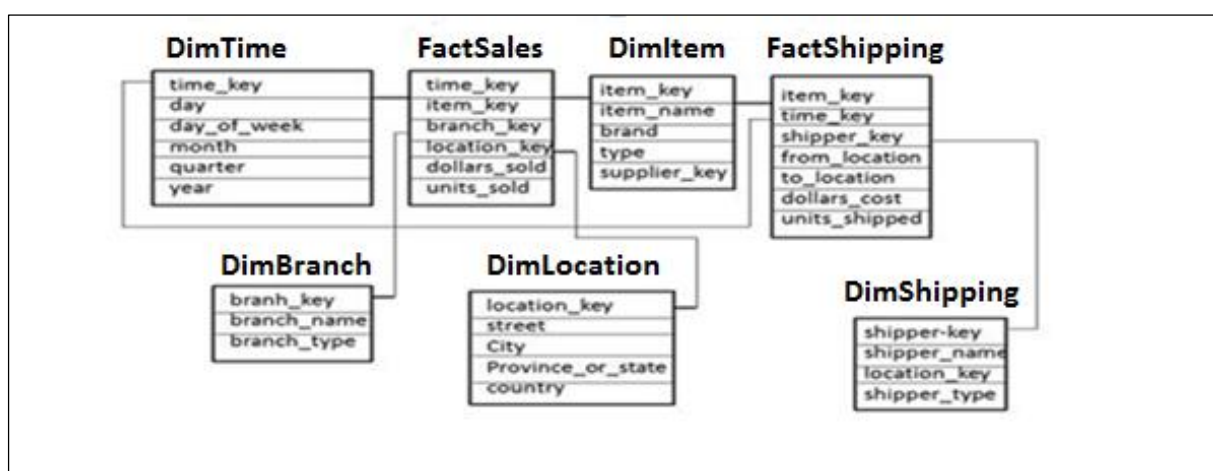 DimTime
time_key
day
day_of_week
month
quarter
year
FactSales
time_key
item_key
branch_key
location_key
dollars_sold
units_sold
DimItem
item_key
item_name
brand
type
supplier_key
FactShipping
item_key
time_key
shipper_key
from_location
to_location
dollars_cost
units_shipped
DimBranch
branh_key
branch_name
branch_type
DimLocation
location_key
street
City
Province_or_state
country
DimShipping
shipper-key
shipper_name
location_key
shipper_type